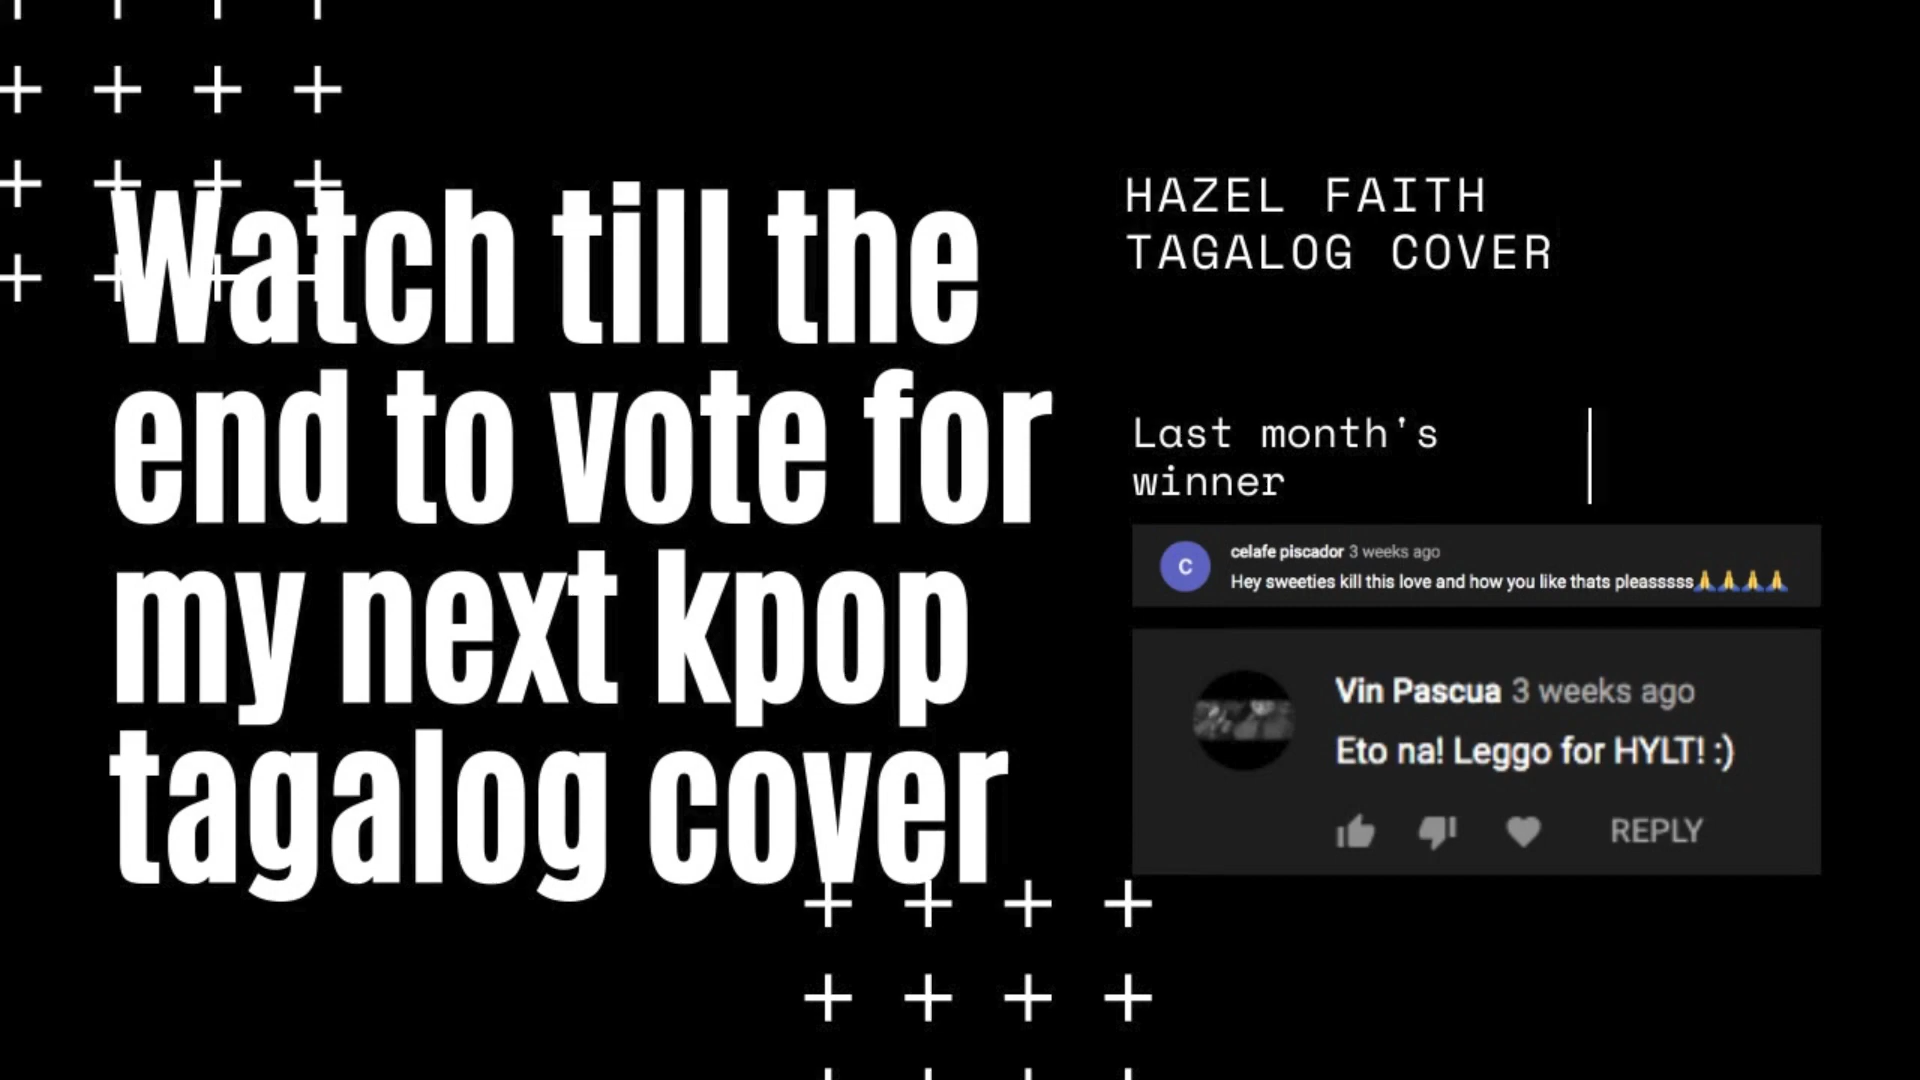 Watch till the
end to vote for
my next kpop
tagalog cover
HAZEL FAITH
TAGALOG COVER
Last month's
winner
C
celafe piscador 3 weeks ago
Hey sweeties kill this love and how you like thats pleasssss🙏🙏🙏🙏
Vin Pascua 3 weeks ago
Eto na! Leggo for HYLT! :)
REPLY